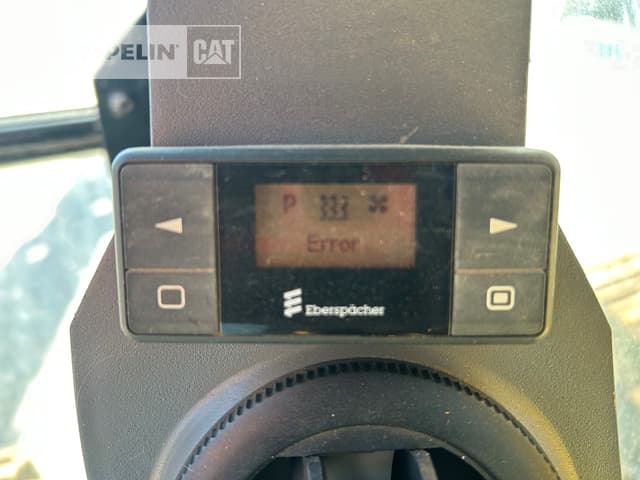 PELIN CAT
P
Error
Eberspächer